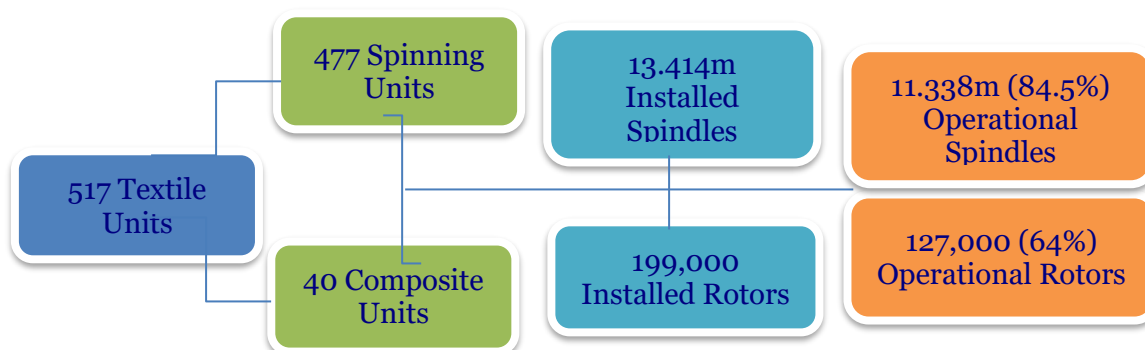 477 Spinning
Units
13.414m
Installed
Spindles
11.338m (84.5%)
Operational
Spindles
517 Textile
Units
40 Composite
Units
199,000
Installed Rotors
127,000 (64%)
Operational Rotors